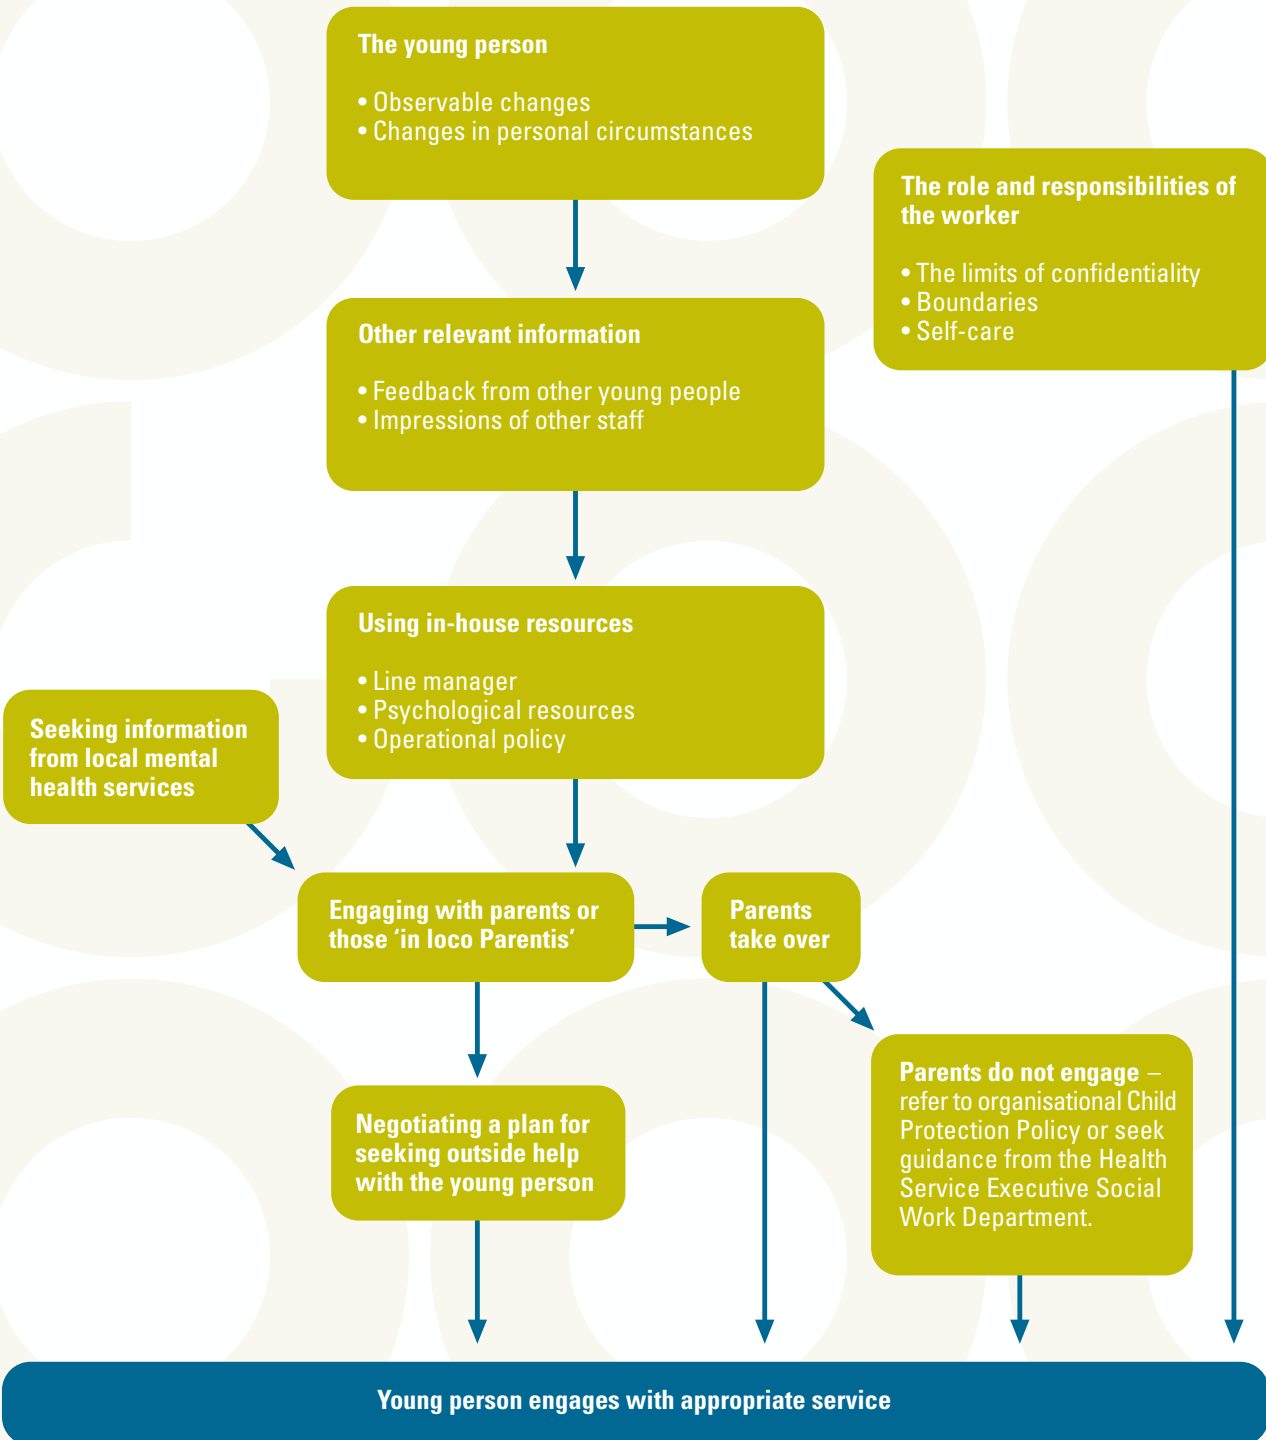 The young person
• Observable changes
• Changes in personal circumstances
The role and responsibilities of
the worker
• The limits of confidentiality
• Boundaries
• Self-care
Other relevant information
• Feedback from other young people
• Impressions of other staff
Using in-house resources
• Line manager
• Psychological resources
• Operational policy
Seeking information
from local mental
health services
Engaging with parents or
those ‘in loco Parentis’
Parents
take over
Parents do not engage –
refer to organisational Child
Protection Policy or seek
guidance from the Health
Service Executive Social
Work Department.
Negotiating a plan for
seeking outside help
with the young person
Young person engages with appropriate service